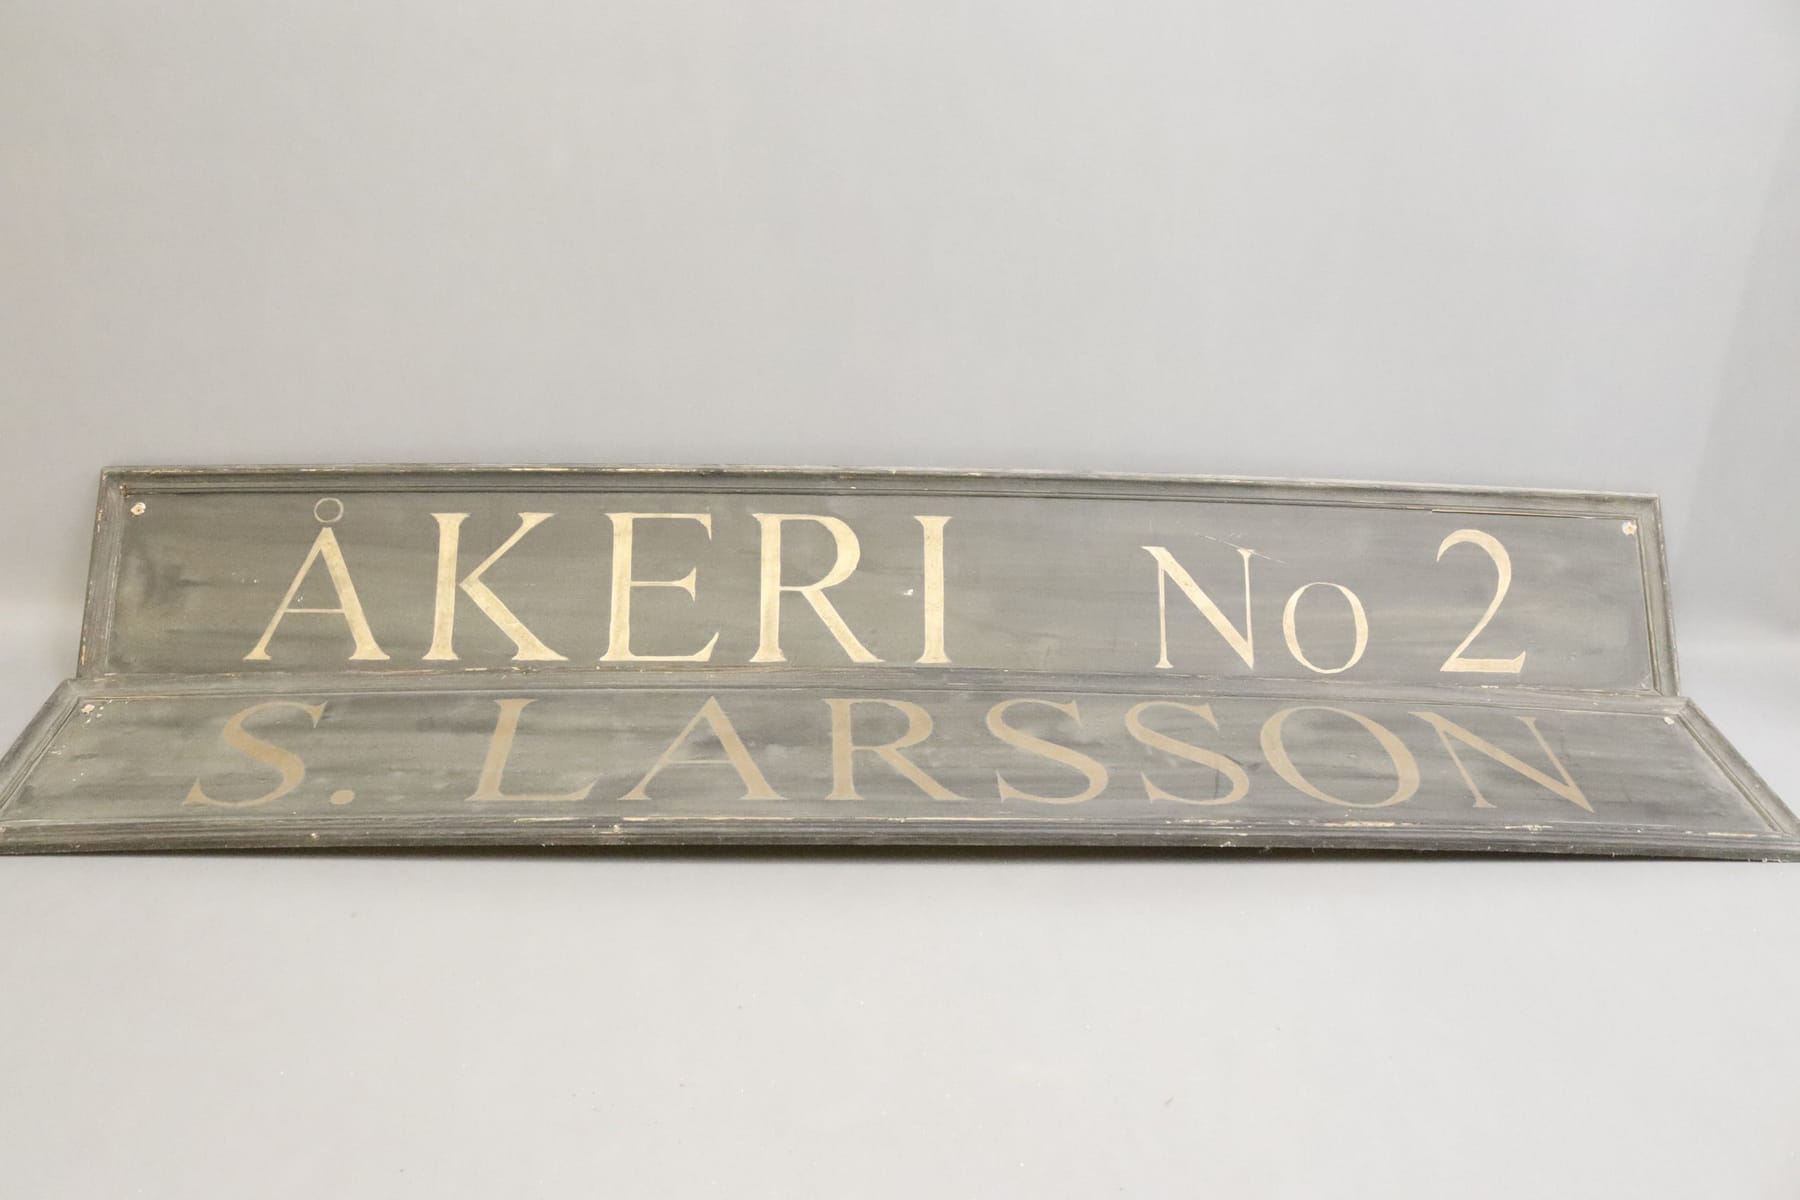 ÅKERI No 2
S. LARSSON